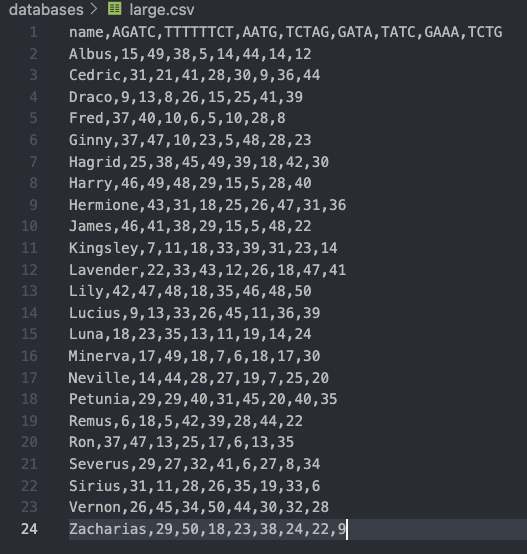 databases > large.csv
1 name,AGATC,TTTTTTCT,AATG,TCTAG,GATA,TATC,GAAA,TCTG
2 Albus,15,49,38,5,14,44,14,12
3 Cedric,31,21,41,28,30,9,36,44
4 Draco,9,13,8,26,15,25,41,39
5 Fred,37,40,10,6,5,10,28,8
6 Ginny,37,47,10,23,5,48,28,23
7 Hagrid,25,38,45,49,39,18,42,30
8 Harry,46,49,48,29,15,5,28,40
9 Hermione,43,31,18,25,26,47,31,36
10 James,46,41,38,29,15,5,48,22
11 Kingsley,7,11,18,33,39,31,23,14
12 Lavender,22,33,43,12,26,18,47,41
13 Lily,42,47,48,18,35,46,48,50
14 Lucius,9,13,33,26,45,11,36,39
15 Luna,18,23,35,13,11,19,14,24
16 Minerva,17,49,18,7,6,18,17,30
17 Neville,14,44,28,27,19,7,25,20
18 Petunia,29,29,40,31,45,20,40,35
19 Remus,6,18,5,42,39,28,44,22
20 Ron,37,47,13,25,17,6,13,35
21 Severus,29,27,32,41,6,27,8,34
22 Sirius,31,11,28,26,35,19,33,6
23 Vernon,26,45,34,50,44,30,32,28
24 Zacharias,29,50,18,23,38,24,22,9